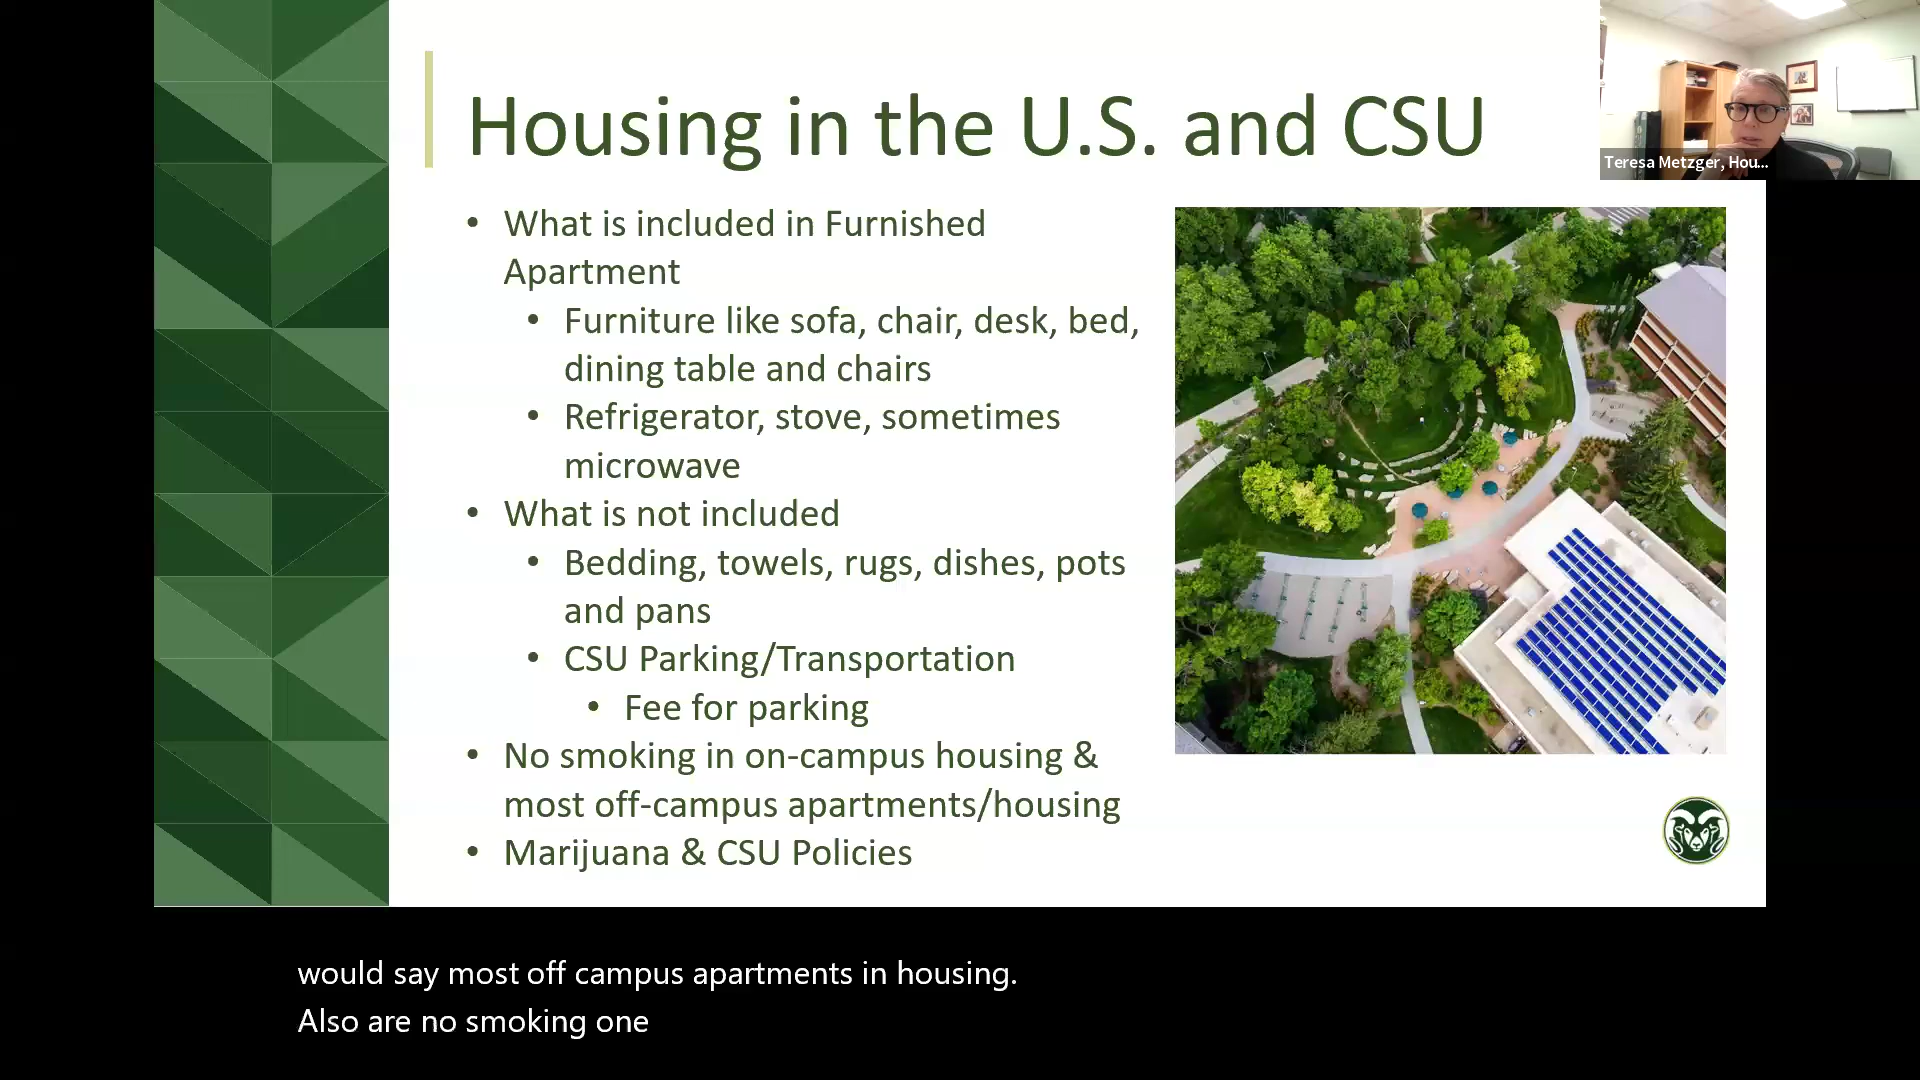 Housing in the U.S. and CSU
Teresa Metzger, Hou...
• What is included in Furnished
Apartment
• Furniture like sofa, chair, desk, bed,
dining table and chairs
• Refrigerator, stove, sometimes
microwave
• What is not included
• Bedding, towels, rugs, dishes, pots
and pans
• CSU Parking/Transportation
• Fee for parking
• No smoking in on-campus housing &
most off-campus apartments/housing
• Marijuana & CSU Policies
would say most off campus apartments in housing.
Also are no smoking one